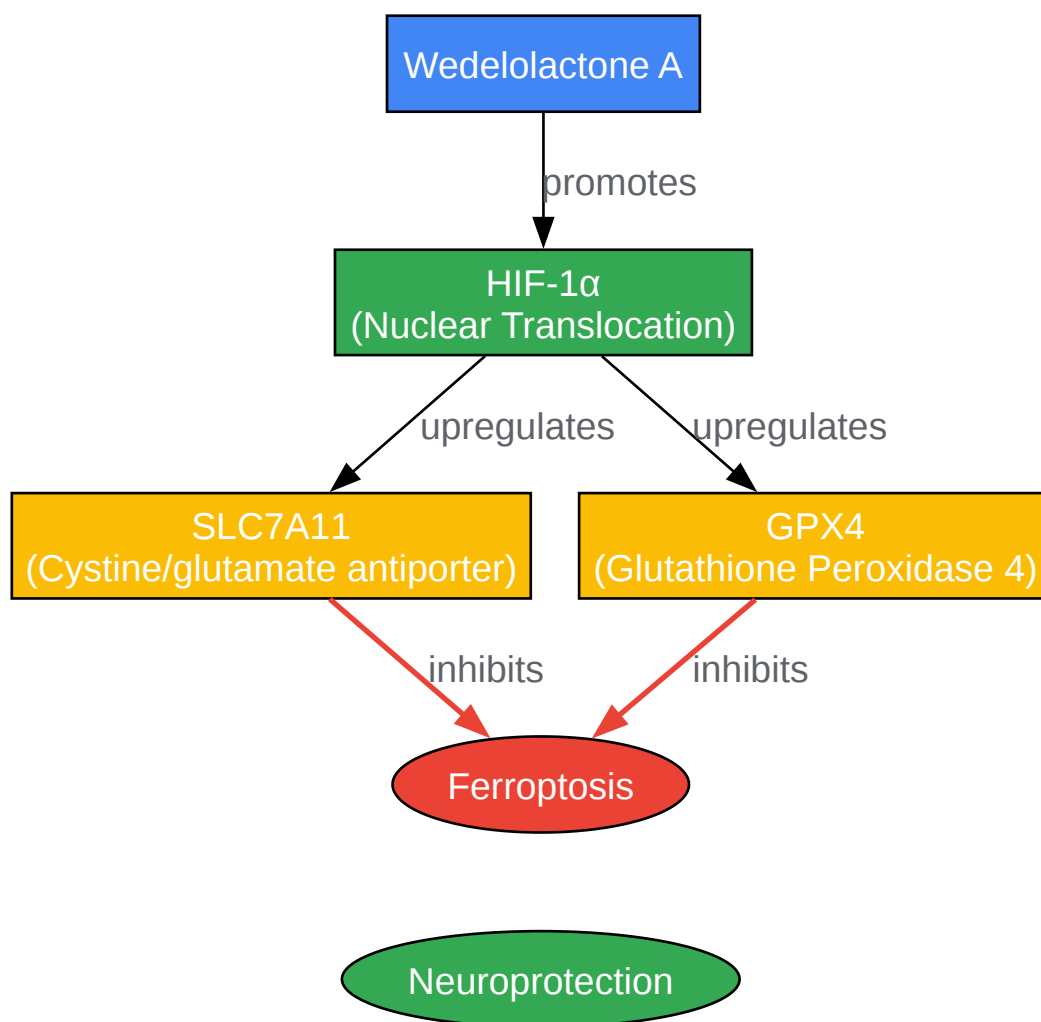 Wedelolactone A
promotes
HIF-1α
(Nuclear Translocation)
upregulates
upregulates
SLC7A11
(Cystine/glutamate antiporter)
GPX4
(Glutathione Peroxidase 4)
inhibits
inhibits
Ferroptosis
Neuroprotection